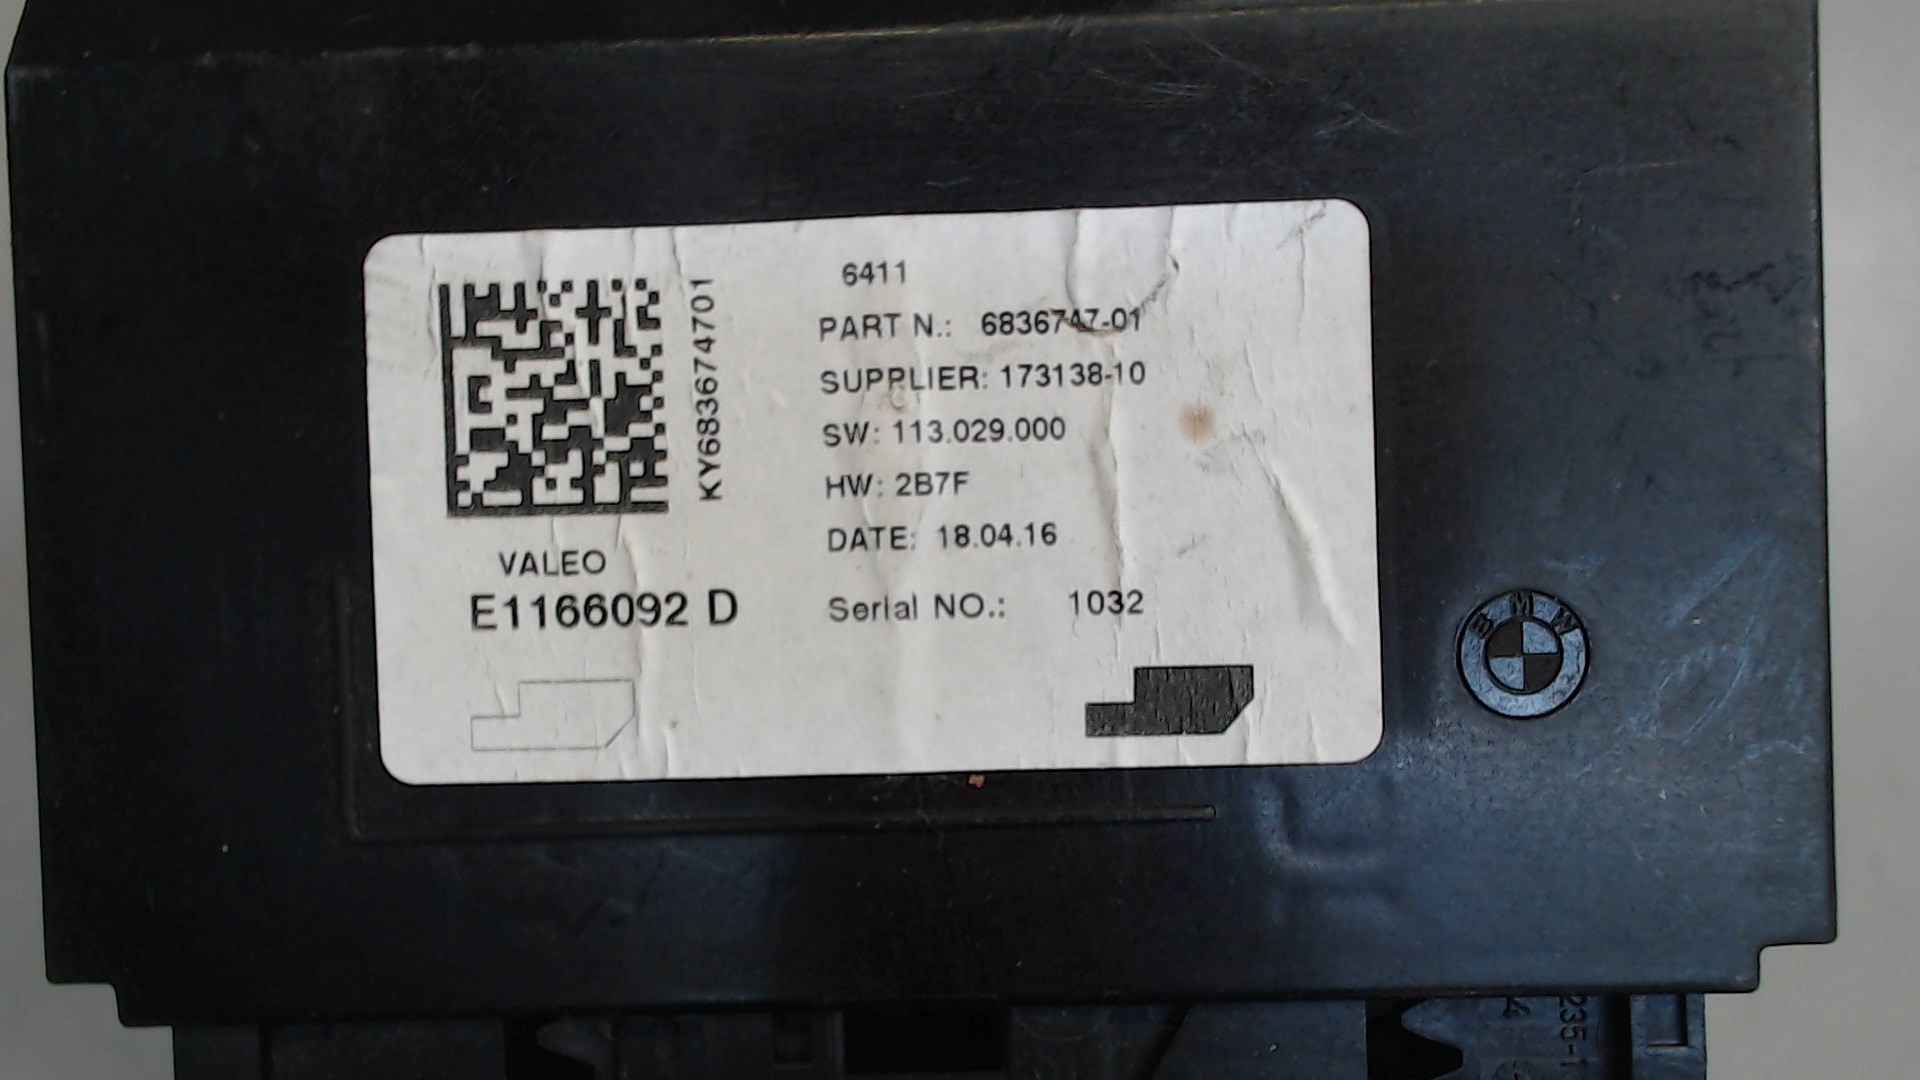 6411
PART N.: 6836747-01
SUPPLIER: 173138-10
SW: 113.029.000
HW: 2B7F
DATE: 18.04.16
Serial NO.: 1032
KY683674701
VALEO
E1166092 D
BMW